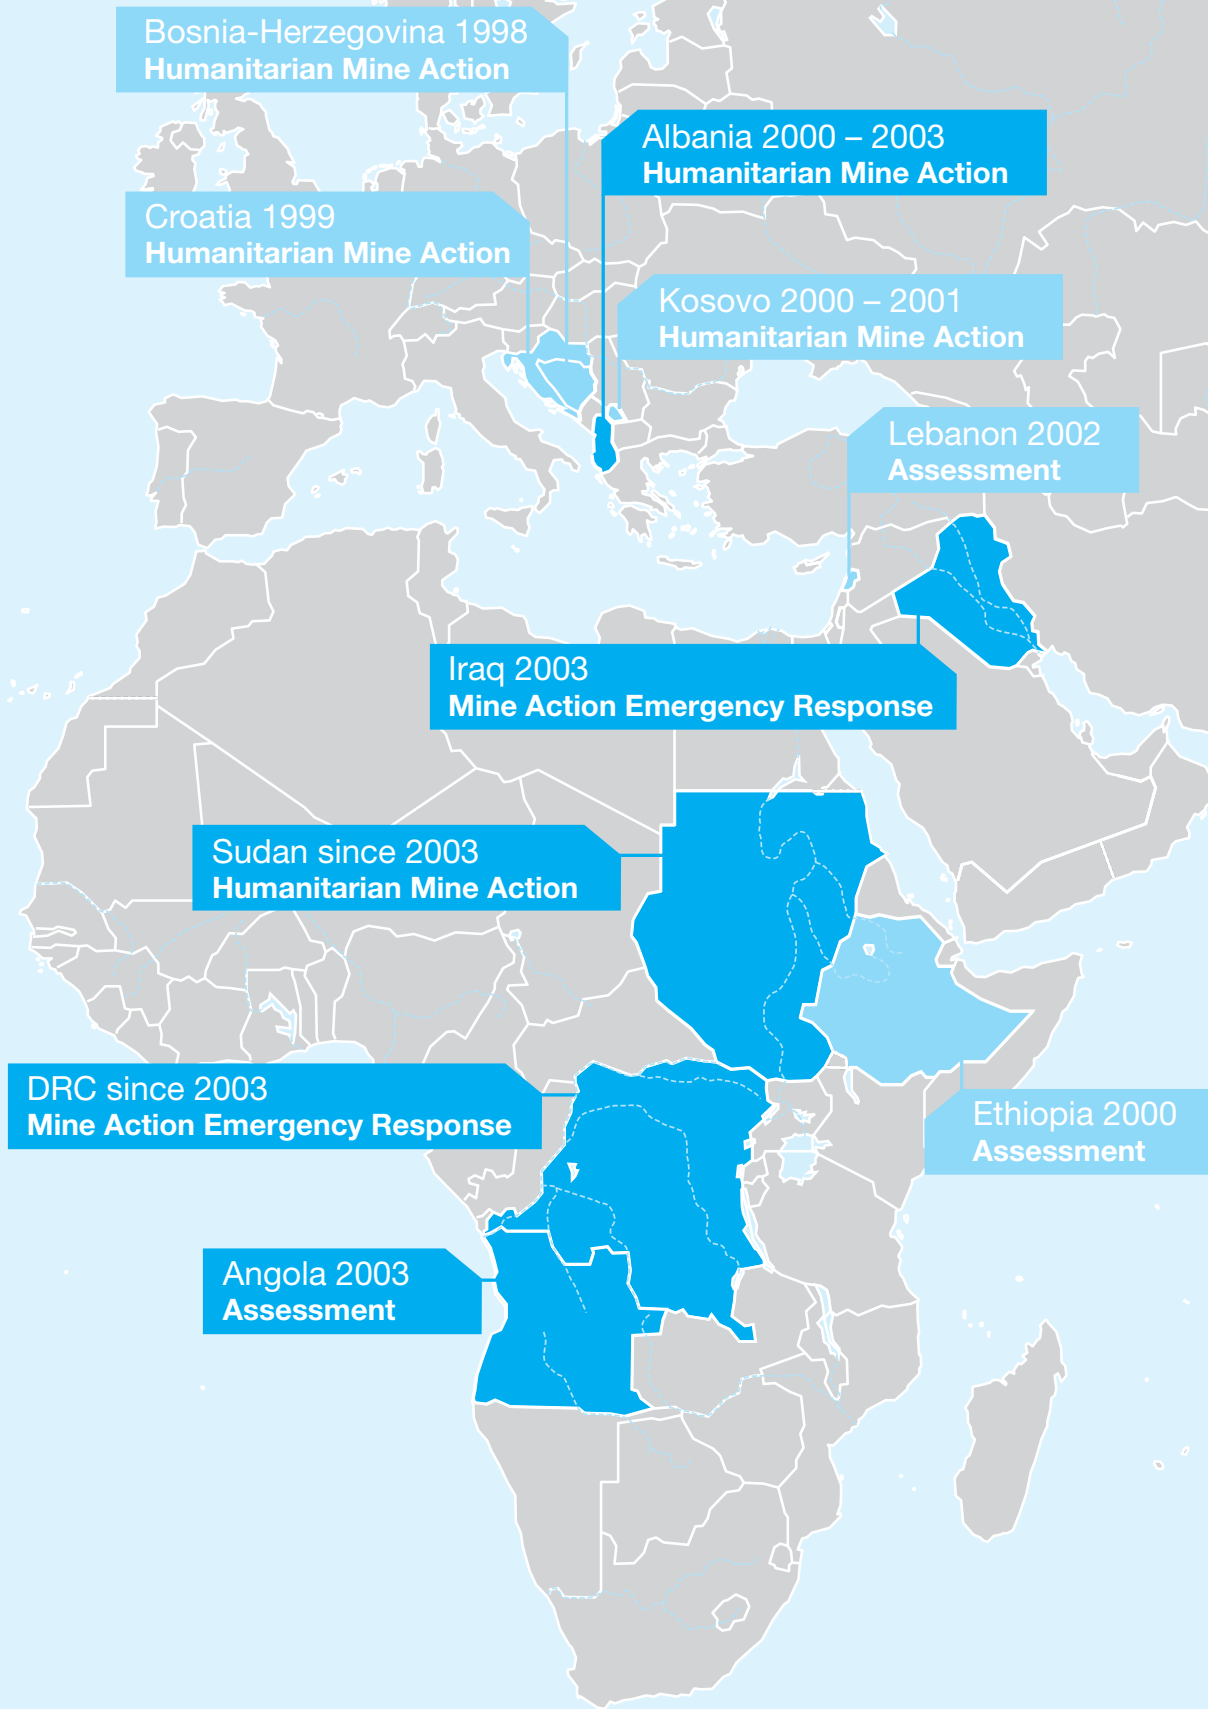 Bosnia-Herzegovina 1998
Humanitarian Mine Action
Albania 2000 – 2003
Humanitarian Mine Action
Croatia 1999
Humanitarian Mine Action
Kosovo 2000 – 2001
Humanitarian Mine Action
Lebanon 2002
Assessment
Iraq 2003
Mine Action Emergency Response
Sudan since 2003
Humanitarian Mine Action
DRC since 2003
Mine Action Emergency Response
Ethiopia 2000
Assessment
Angola 2003
Assessment